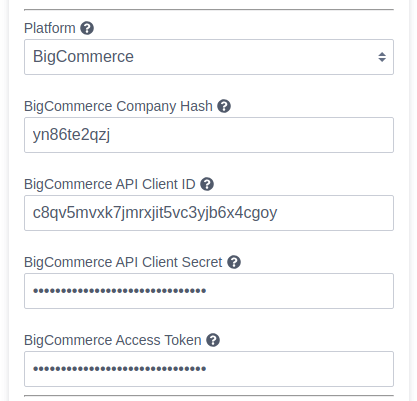 Platform
BigCommerce
BigCommerce Company Hash
yn86te2qzj
BigCommerce API Client ID
c8qv5mvxk7jmrxjit5vc3yjb6x4cgoy
BigCommerce API Client Secret
•••••••••••••••••••••••••••••••
BigCommerce Access Token
•••••••••••••••••••••••••••••••